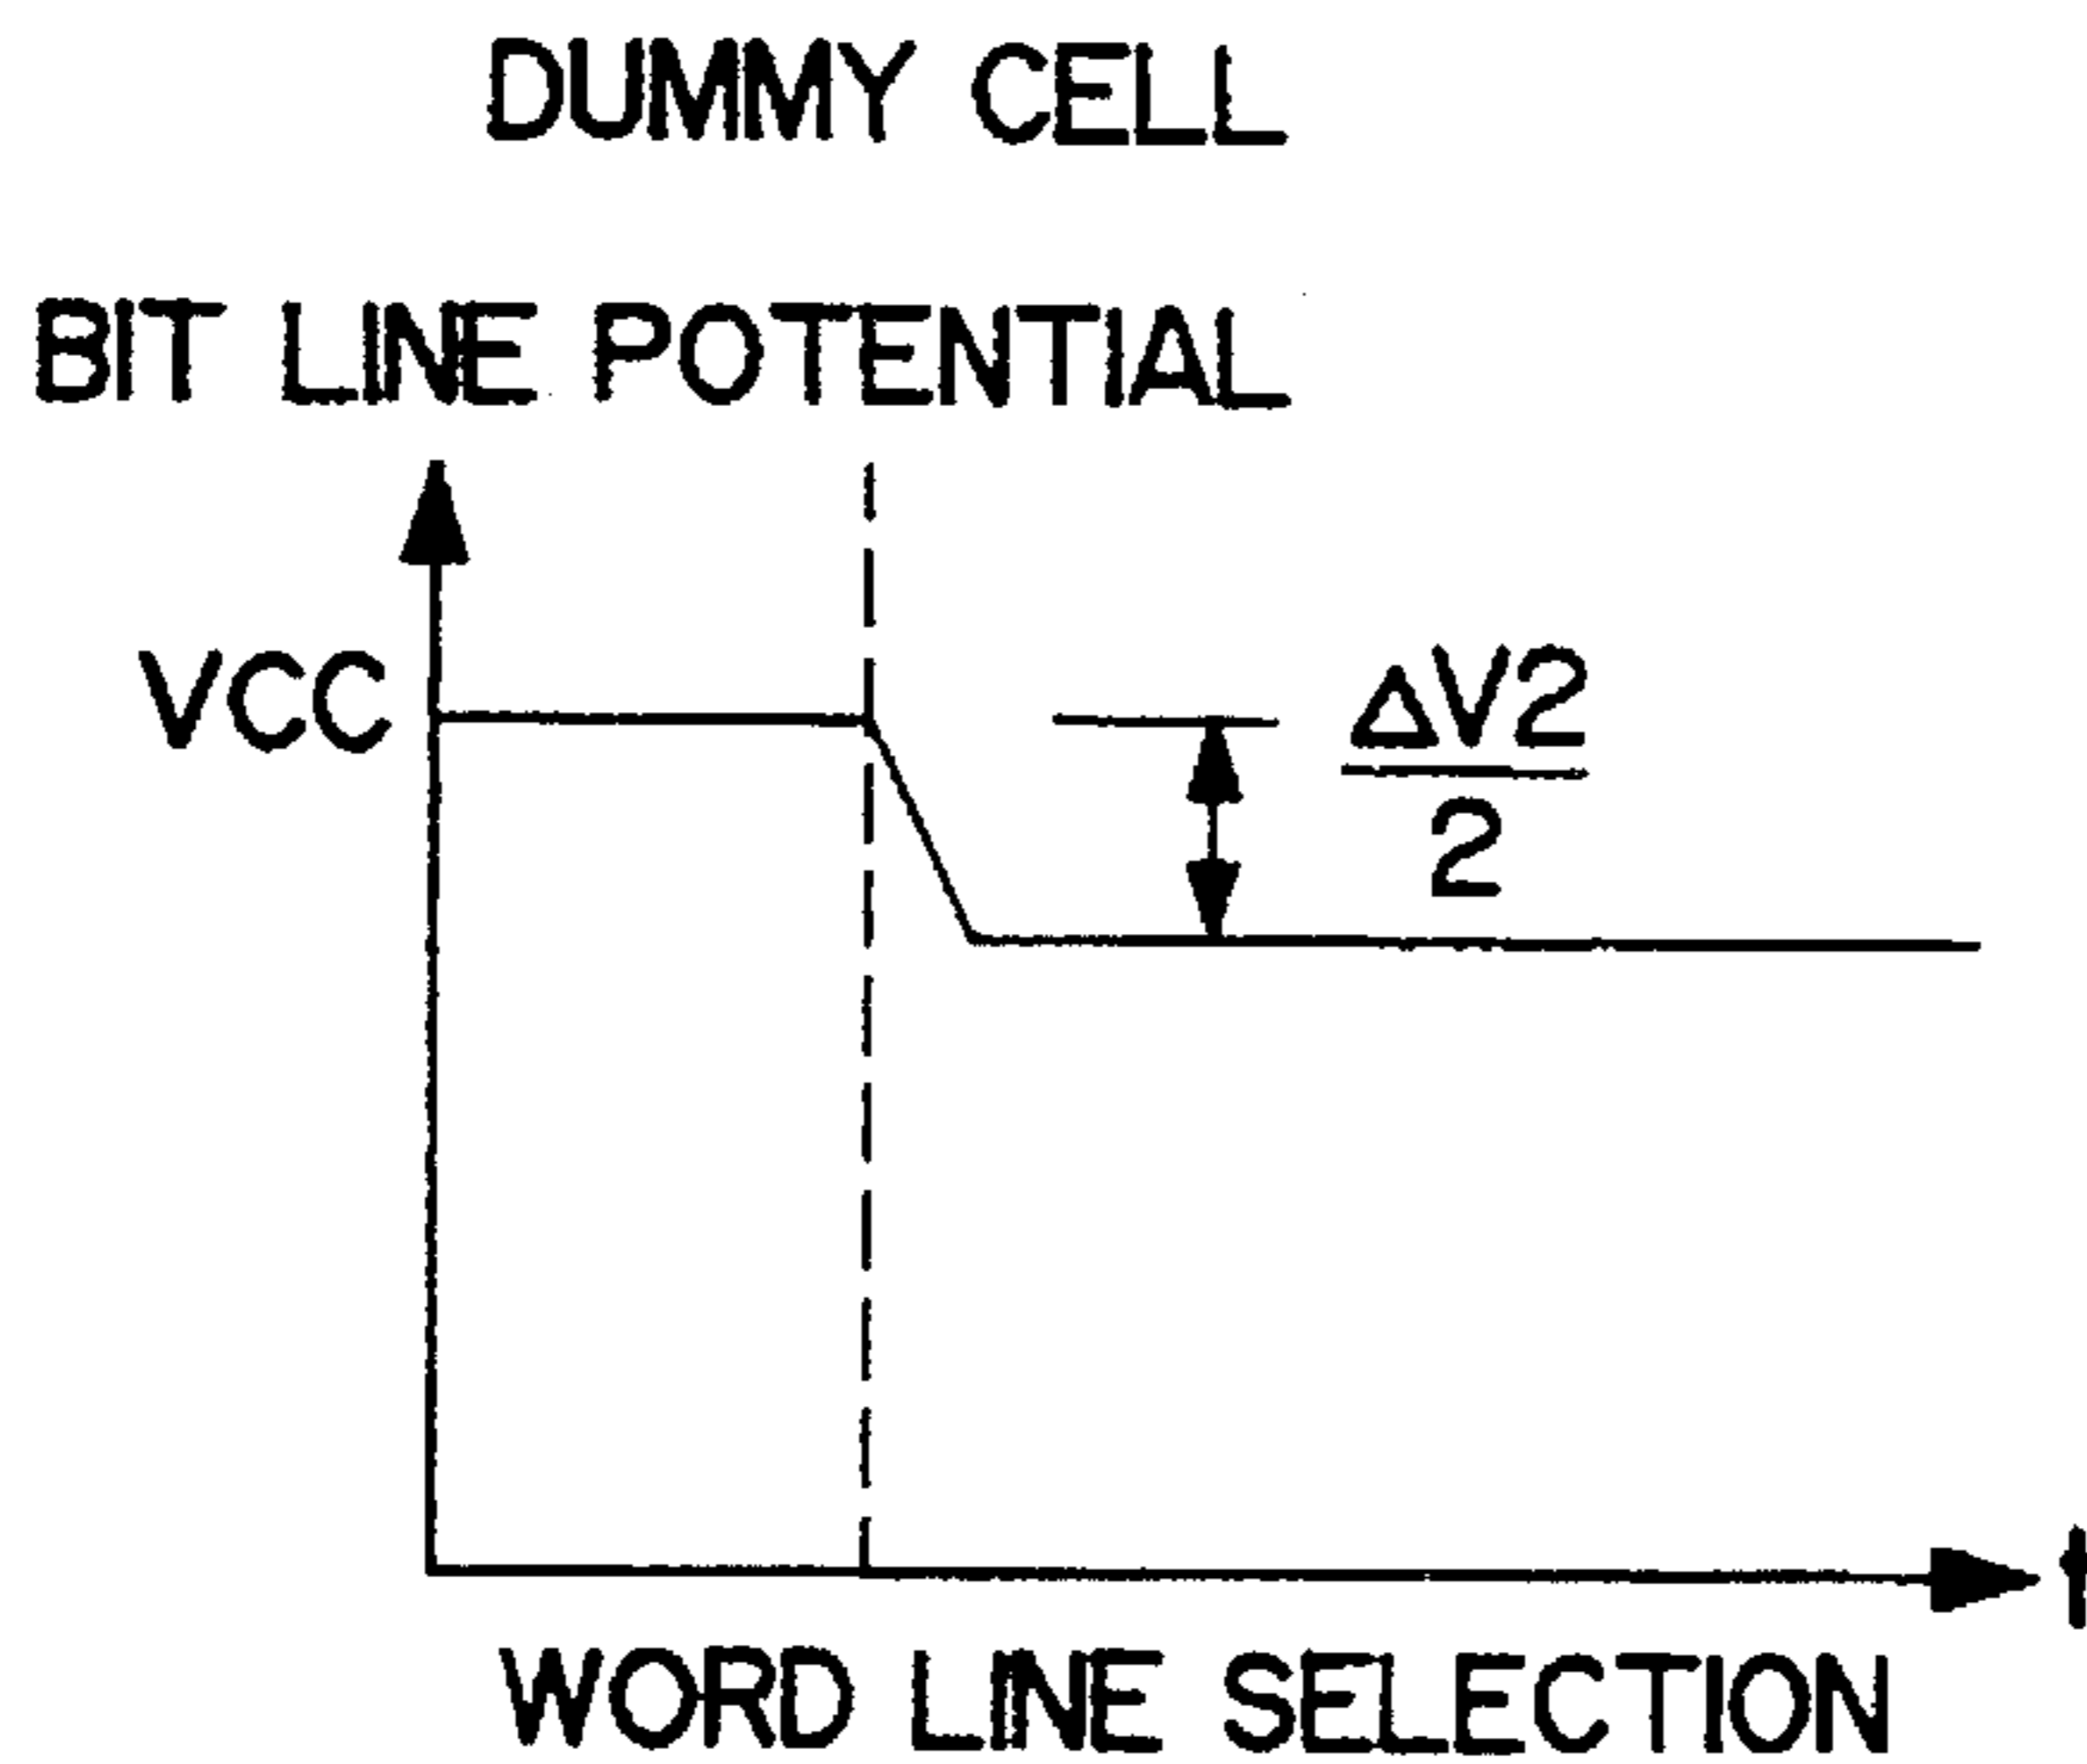 DUMMY CELL
BIT LINE POTENTIAL
VCC
ΔV2
2
t
WORD LINE SELECTION